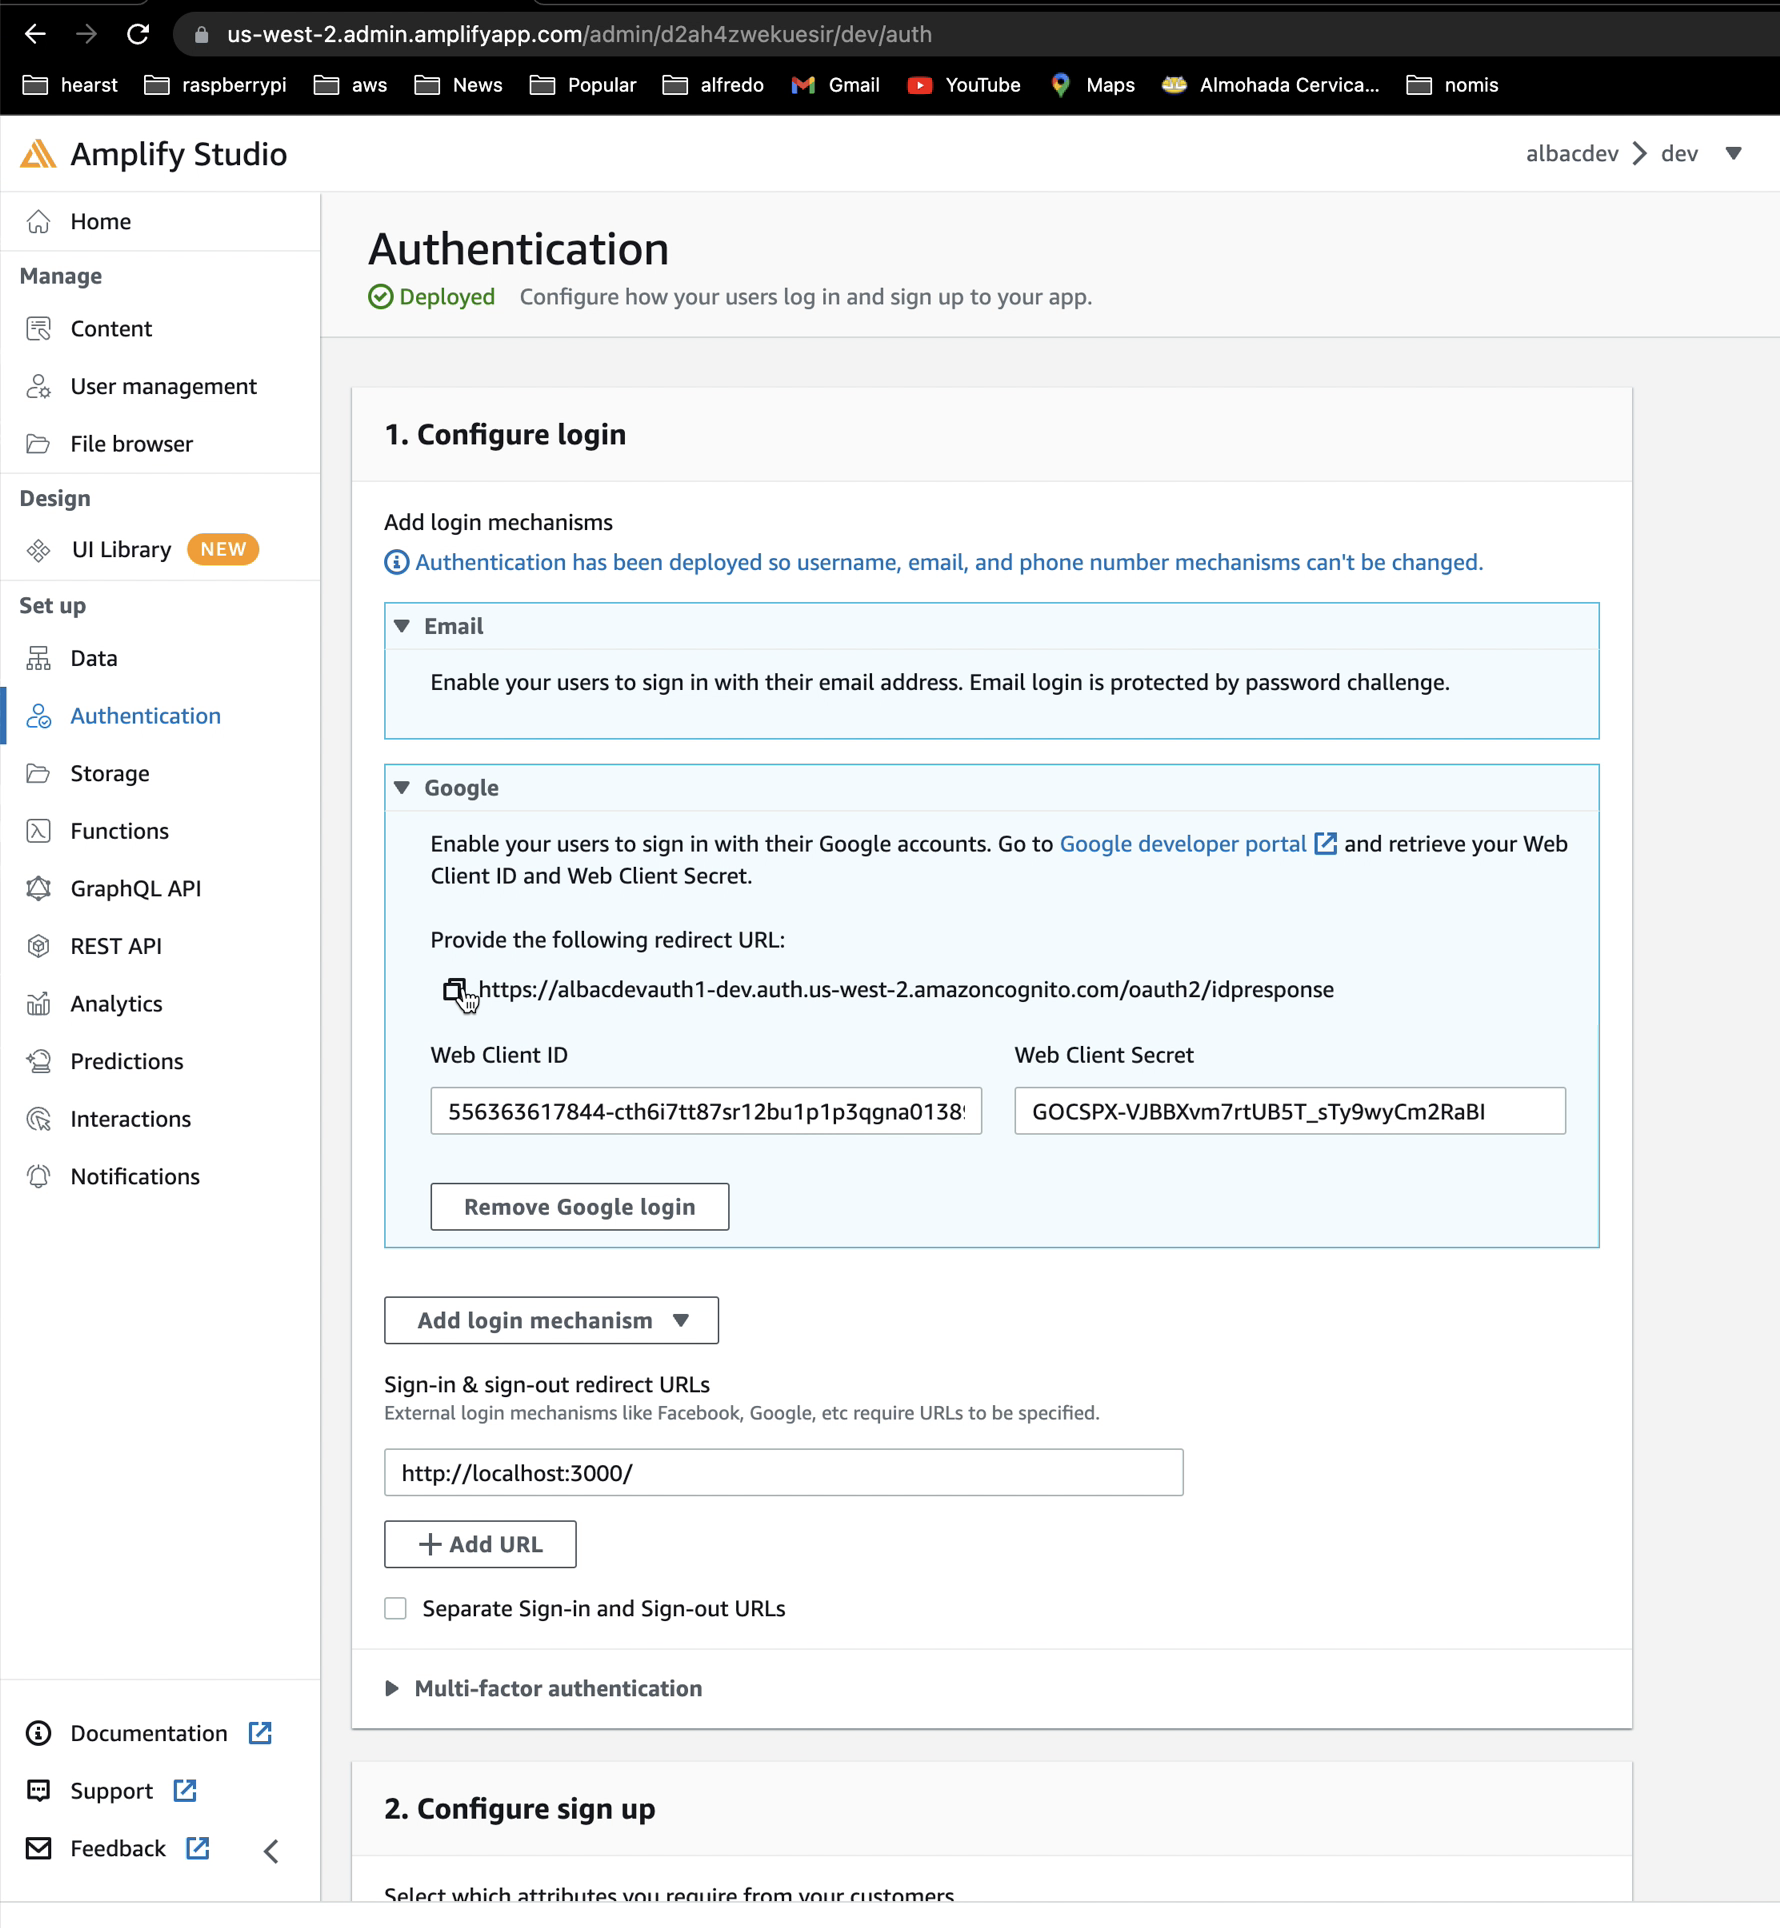 us-west-2.admin.amplifyapp.com/admin/d2ah4zwekuesir/dev/auth
hearst raspberrypi aws News Popular alfredo Gmail YouTube Maps Almohada Cervica... nomis
Amplify Studio
albacdev dev
Home
Manage
Content
User management
File browser
Design
UI Library NEW
Set up
Data
Authentication
Storage
Functions
GraphQL API
REST API
Analytics
Predictions
Interactions
Notifications
Documentation
Support
Feedback
Authentication
Deployed Configure how your users log in and sign up to your app.
1. Configure login
Add login mechanisms
Authentication has been deployed so username, email, and phone number mechanisms can't be changed.
Email
Enable your users to sign in with their email address. Email login is protected by password challenge.
Google
Enable your users to sign in with their Google accounts. Go to Google developer portal and retrieve your Web
Client ID and Web Client Secret.
Provide the following redirect URL:
https://albacdevauth1-dev.auth.us-west-2.amazoncognito.com/oauth2/idpresponse
Web Client ID Web Client Secret
556363617844-cth6i7tt87sr12bu1p1p3qgna0138 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
Remove Google login
Add login mechanism
Sign-in & sign-out redirect URLs
External login mechanisms like Facebook, Google, etc require URLs to be specified.
http://localhost:3000/
Add URL
Separate Sign-in and Sign-out URLs
Multi-factor authentication
2. Configure sign up
Select which attributes you require from your customers